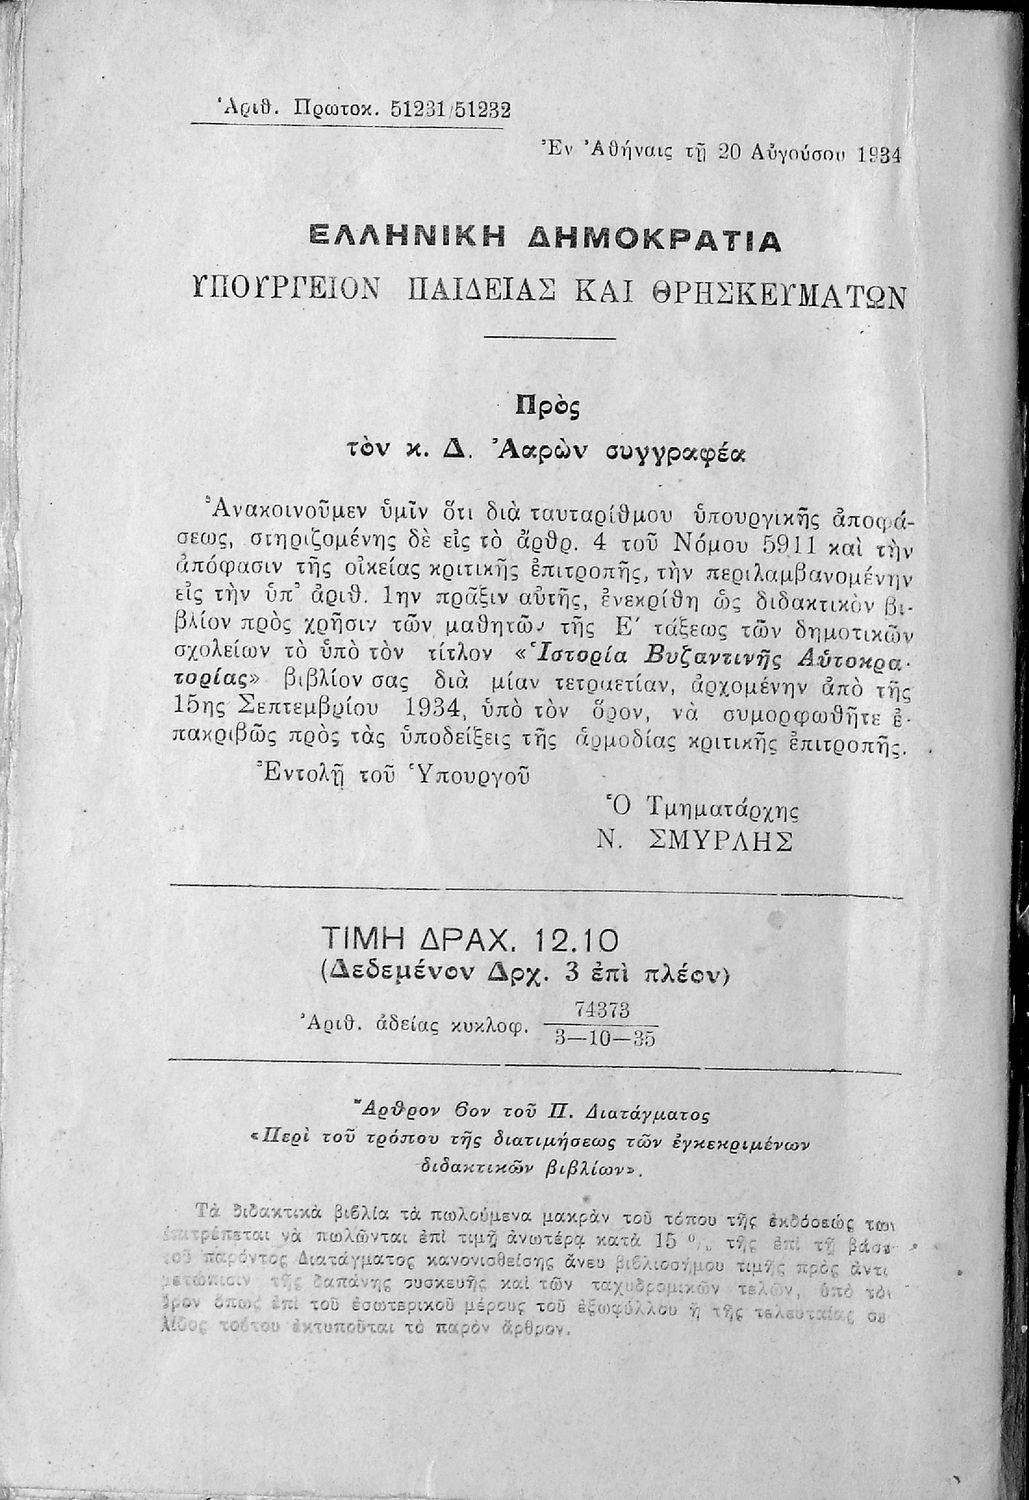 Ἀριθ. Πρωτοκ. 51231/51232
Ἐν Ἀθήναις τῇ 20 Αὐγούσου 1934
ΕΛΛΗΝΙΚΗ ΔΗΜΟΚΡΑΤΙΑ
ΥΠΟΥΡΓΕΙΟΝ ΠΑΙΔΕΙΑΣ ΚΑΙ ΘΡΗΣΚΕΥΜΑΤΩΝ
Πρὸς
τὸν κ. Δ. Ἀαρὼν συγγραφέα
Ἀνακοινοῦμεν ὑμῖν ὅτι διὰ ταυταρίθμου ὑπουργικῆς ἀποφά-
σεως, στηριζομένης δὲ εἰς τὸ ἄρθρ. 4 τοῦ Νόμου 5911 καὶ τὴν
ἀπόφασιν τῆς οἰκείας κριτικῆς ἐπιτροπῆς, τὴν περιλαμβανομένην
εἰς τὴν ὑπ' ἀριθ. 1ην πρᾶξιν αὐτῆς, ἐνεκρίθη ὡς διδακτικὸν βι-
βλίον πρὸς χρῆσιν τῶν μαθητῶν τῆς Ε΄ τάξεως τῶν δημοτικῶν
σχολείων τὸ ὑπὸ τὸν τίτλον «Ἱστορία Βυζαντινῆς Αὐτοκρα-
τορίας» βιβλίον σας διὰ μίαν τετραετίαν, ἀρχομένην ἀπὸ τῆς
15ης Σεπτεμβρίου 1934, ὑπὸ τὸν ὅρον, νὰ συμορφωθῆτε ἐ-
πακριβῶς πρὸς τὰς ὑποδείξεις τῆς ἁρμοδίας κριτικῆς ἐπιτροπῆς.
Ἐντολῇ τοῦ Ὑπουργοῦ
Ὁ Τμηματάρχης
Ν. ΣΜΥΡΛΗΣ
ΤΙΜΗ ΔΡΑΧ. 12.10
(Δεδεμένον Δρχ. 3 ἐπὶ πλέον)
Ἀριθ. ἀδείας κυκλοφ. 74373
3—10—35
Ἄρθρον 6ον τοῦ Π. Διατάγματος
«Περὶ τοῦ τρόπου τῆς διατιμήσεως τῶν ἐγκεκριμένων
διδακτικῶν βιβλίων».
Τὰ διδακτικὰ βιβλία τὰ πωλούμενα μακρὰν τοῦ τόπου τῆς ἐκδόσεώς των
ἐπιτρέπεται νὰ πωλῶνται ἐπὶ τιμῇ ἀνωτέρᾳ κατὰ 15 % τῆς ἐπὶ τῇ βάσει
τοῦ παρόντος Διατάγματος κανονισθείσης ἄνευ βιβλιοσήμου τιμῆς πρὸς ἀντι
μετώπισιν τῆς δαπάνης συσκευῆς καὶ τῶν ταχυδρομικῶν τελῶν, ὑπὸ τὸν
ὅρον ὅπως ἐπὶ τοῦ ἐσωτερικοῦ μέρους τοῦ ἐξωφύλλου ἢ τῆς τελευταίας σε
λίδος τούτου ἐκτυποῦται τὸ παρὸν ἄρθρον.